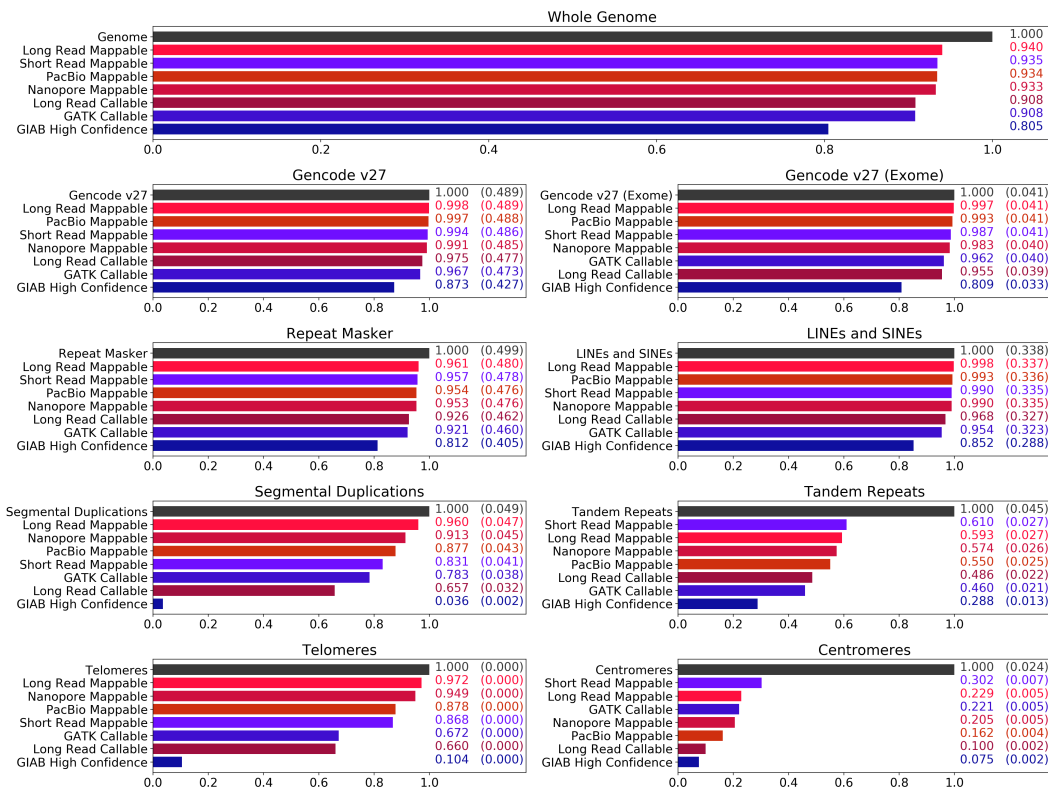 Whole Genome
Genome 1.000
Long Read Mappable 0.940
Short Read Mappable 0.935
PacBio Mappable 0.934
Nanopore Mappable 0.933
Long Read Callable 0.908
GATK Callable 0.908
GIAB High Confidence 0.805
0.0 0.2 0.4 0.6 0.8 1.0
Gencode v27
Gencode v27 1.000 (0.489)
Long Read Mappable 0.998 (0.489)
PacBio Mappable 0.997 (0.488)
Short Read Mappable 0.994 (0.486)
Nanopore Mappable 0.991 (0.485)
Long Read Callable 0.975 (0.477)
GATK Callable 0.967 (0.473)
GIAB High Confidence 0.873 (0.427)
0.0 0.2 0.4 0.6 0.8 1.0
Gencode v27 (Exome)
Gencode v27 (Exome) 1.000 (0.041)
Long Read Mappable 0.997 (0.041)
PacBio Mappable 0.993 (0.041)
Short Read Mappable 0.987 (0.041)
Nanopore Mappable 0.983 (0.040)
GATK Callable 0.962 (0.040)
Long Read Callable 0.955 (0.039)
GIAB High Confidence 0.809 (0.033)
0.0 0.2 0.4 0.6 0.8 1.0
Repeat Masker
Repeat Masker 1.000 (0.499)
Long Read Mappable 0.961 (0.480)
Short Read Mappable 0.957 (0.478)
PacBio Mappable 0.954 (0.476)
Nanopore Mappable 0.953 (0.476)
Long Read Callable 0.926 (0.462)
GATK Callable 0.921 (0.460)
GIAB High Confidence 0.812 (0.405)
0.0 0.2 0.4 0.6 0.8 1.0
LINEs and SINEs
LINEs and SINEs 1.000 (0.338)
Long Read Mappable 0.998 (0.337)
PacBio Mappable 0.993 (0.336)
Short Read Mappable 0.990 (0.335)
Nanopore Mappable 0.990 (0.335)
Long Read Callable 0.968 (0.327)
GATK Callable 0.954 (0.323)
GIAB High Confidence 0.852 (0.288)
0.0 0.2 0.4 0.6 0.8 1.0
Segmental Duplications
Segmental Duplications 1.000 (0.049)
Long Read Mappable 0.960 (0.047)
Nanopore Mappable 0.913 (0.045)
PacBio Mappable 0.877 (0.043)
Short Read Mappable 0.831 (0.041)
GATK Callable 0.783 (0.038)
Long Read Callable 0.657 (0.032)
GIAB High Confidence 0.036 (0.002)
0.0 0.2 0.4 0.6 0.8 1.0
Tandem Repeats
Tandem Repeats 1.000 (0.045)
Short Read Mappable 0.610 (0.027)
Long Read Mappable 0.593 (0.027)
Nanopore Mappable 0.574 (0.026)
PacBio Mappable 0.550 (0.025)
Long Read Callable 0.486 (0.022)
GATK Callable 0.460 (0.021)
GIAB High Confidence 0.288 (0.013)
0.0 0.2 0.4 0.6 0.8 1.0
Telomeres
Telomeres 1.000 (0.000)
Long Read Mappable 0.972 (0.000)
Nanopore Mappable 0.949 (0.000)
PacBio Mappable 0.878 (0.000)
Short Read Mappable 0.868 (0.000)
GATK Callable 0.672 (0.000)
Long Read Callable 0.660 (0.000)
GIAB High Confidence 0.104 (0.000)
0.0 0.2 0.4 0.6 0.8 1.0
Centromeres
Centromeres 1.000 (0.024)
Short Read Mappable 0.302 (0.007)
Long Read Mappable 0.229 (0.005)
GATK Callable 0.221 (0.005)
Nanopore Mappable 0.205 (0.005)
PacBio Mappable 0.162 (0.004)
Long Read Callable 0.100 (0.002)
GIAB High Confidence 0.075 (0.002)
0.0 0.2 0.4 0.6 0.8 1.0